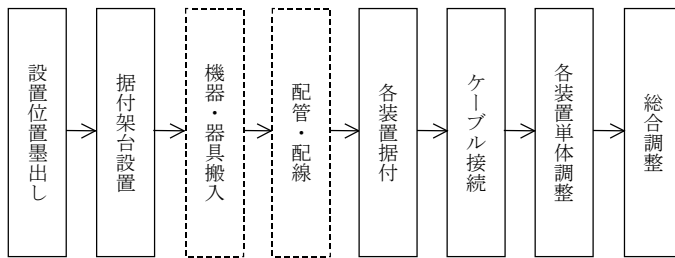 設置位置墨出し
据付架台設置
機器・器具搬入
配管・配線
各装置据付
ケーブル接続
各装置単体調整
総合調整